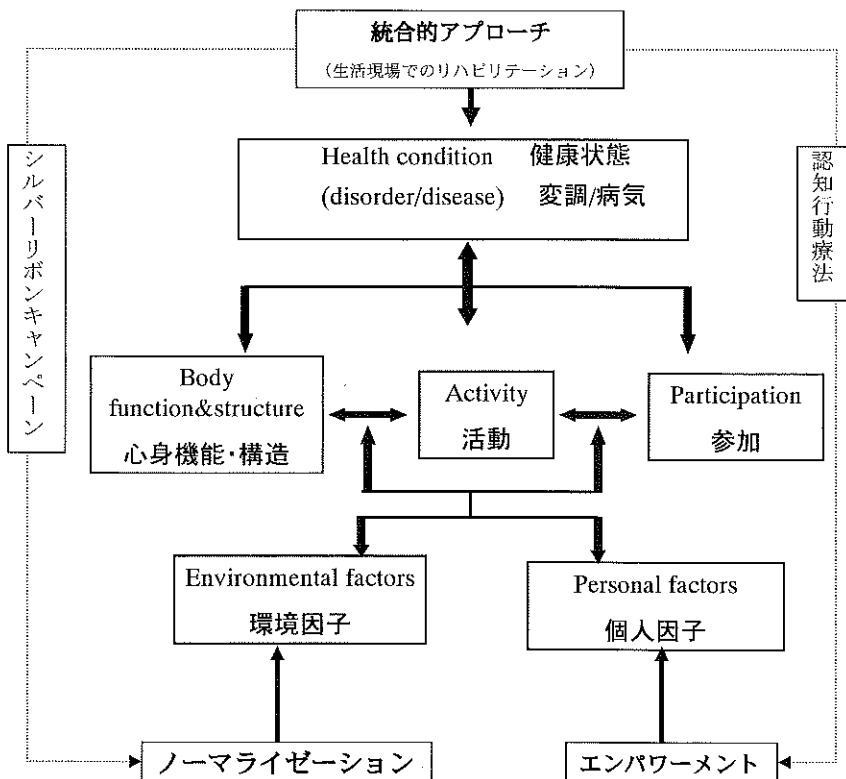 統合的アプローチ
（生活現場でのリハビリテーション）
シルバーリボンキャンペーン
認知行動療法
Health condition 健康状態
(disorder/disease) 変調/病気
Body
function&structure
心身機能・構造
Activity
活動
Participation
参加
Environmental factors
環境因子
Personal factors
個人因子
ノーマライゼーション
エンパワーメント